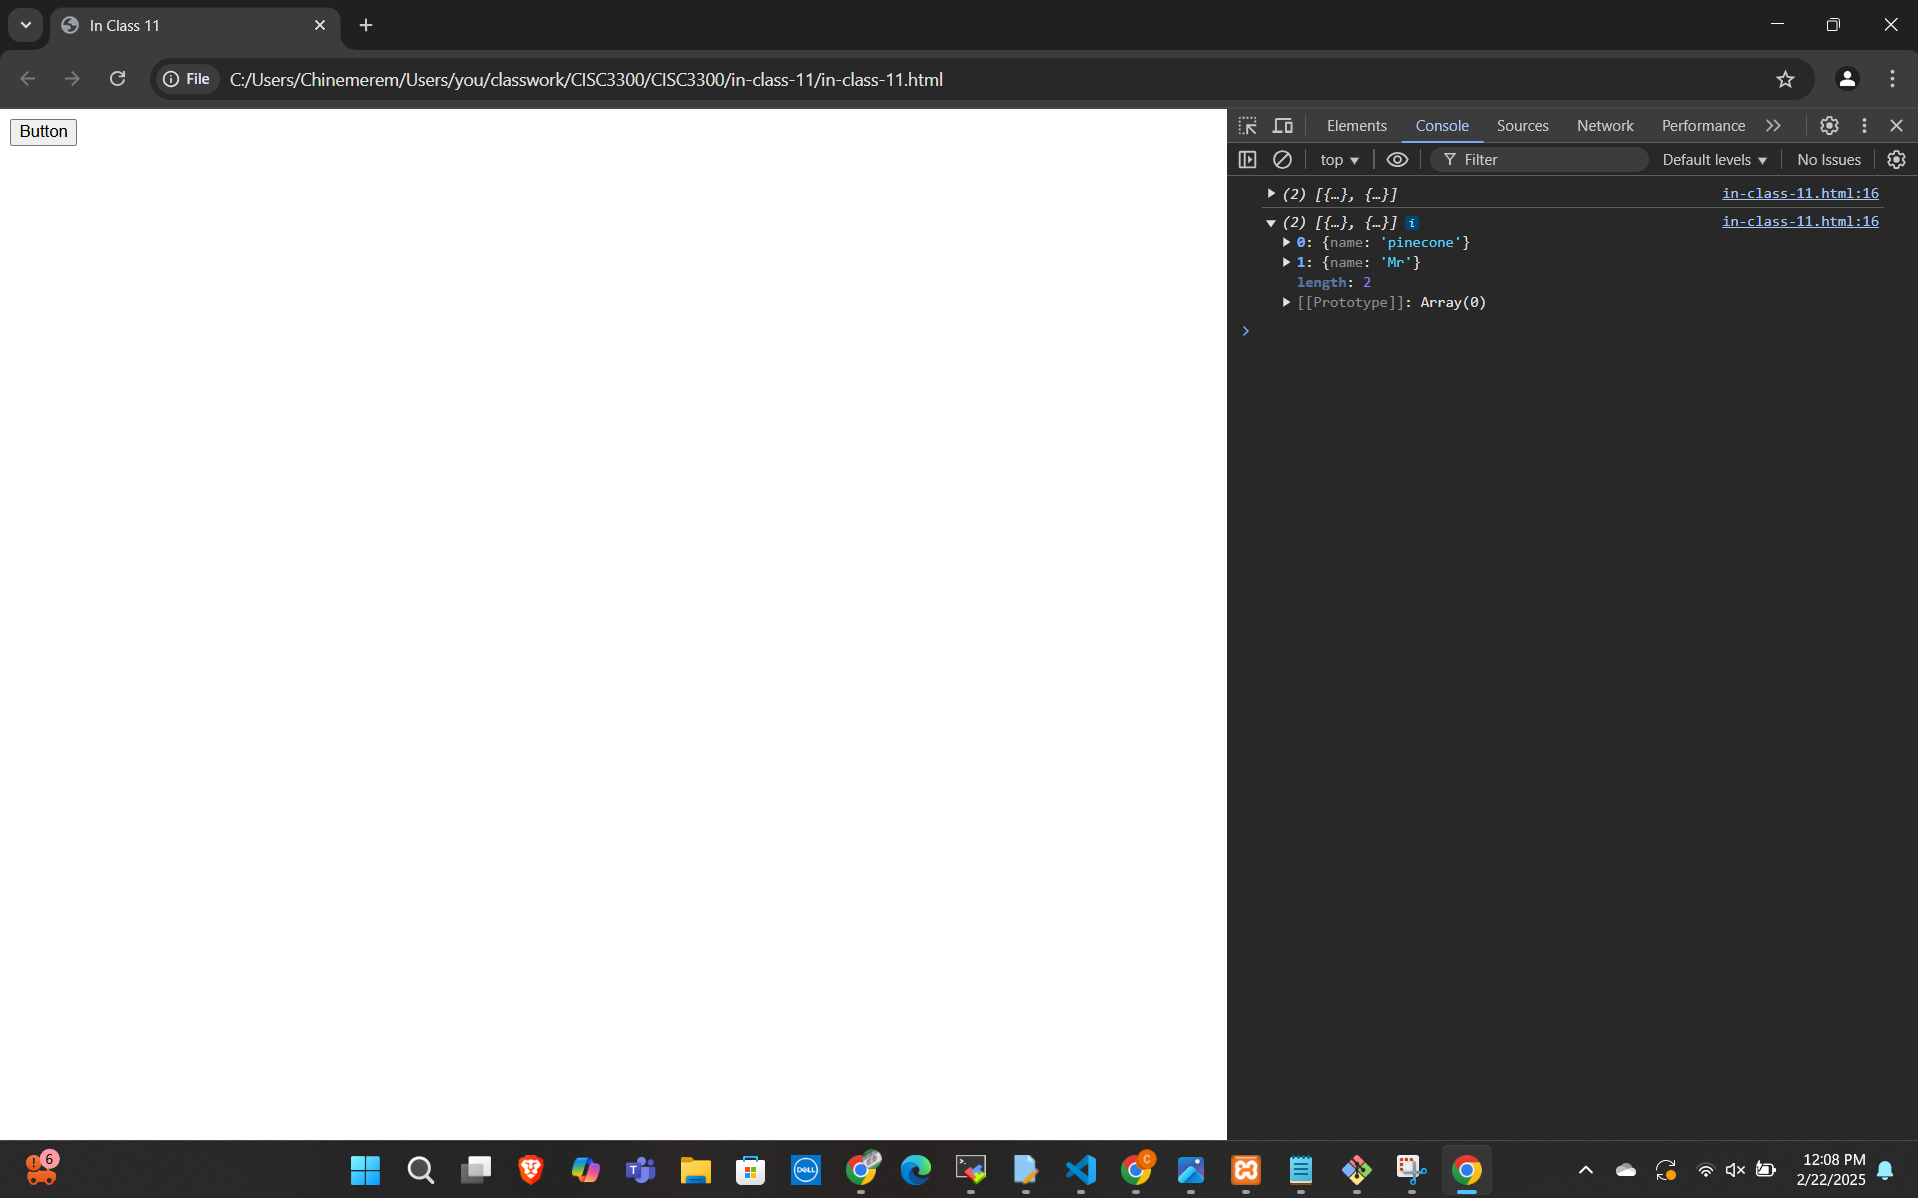 In Class 11
File C:/Users/Chinemerem/Users/you/classwork/CISC3300/CISC3300/in-class-11/in-class-11.html
Button
Elements Console Sources Network Performance
top Filter Default levels No Issues
(2) [{…}, {…}] in-class-11.html:16
(2) [{…}, {…}] i in-class-11.html:16
0: {name: 'pinecone'}
1: {name: 'Mr'}
length: 2
[[Prototype]]: Array(0)
6
DELL
C
12:08 PM
2/22/2025